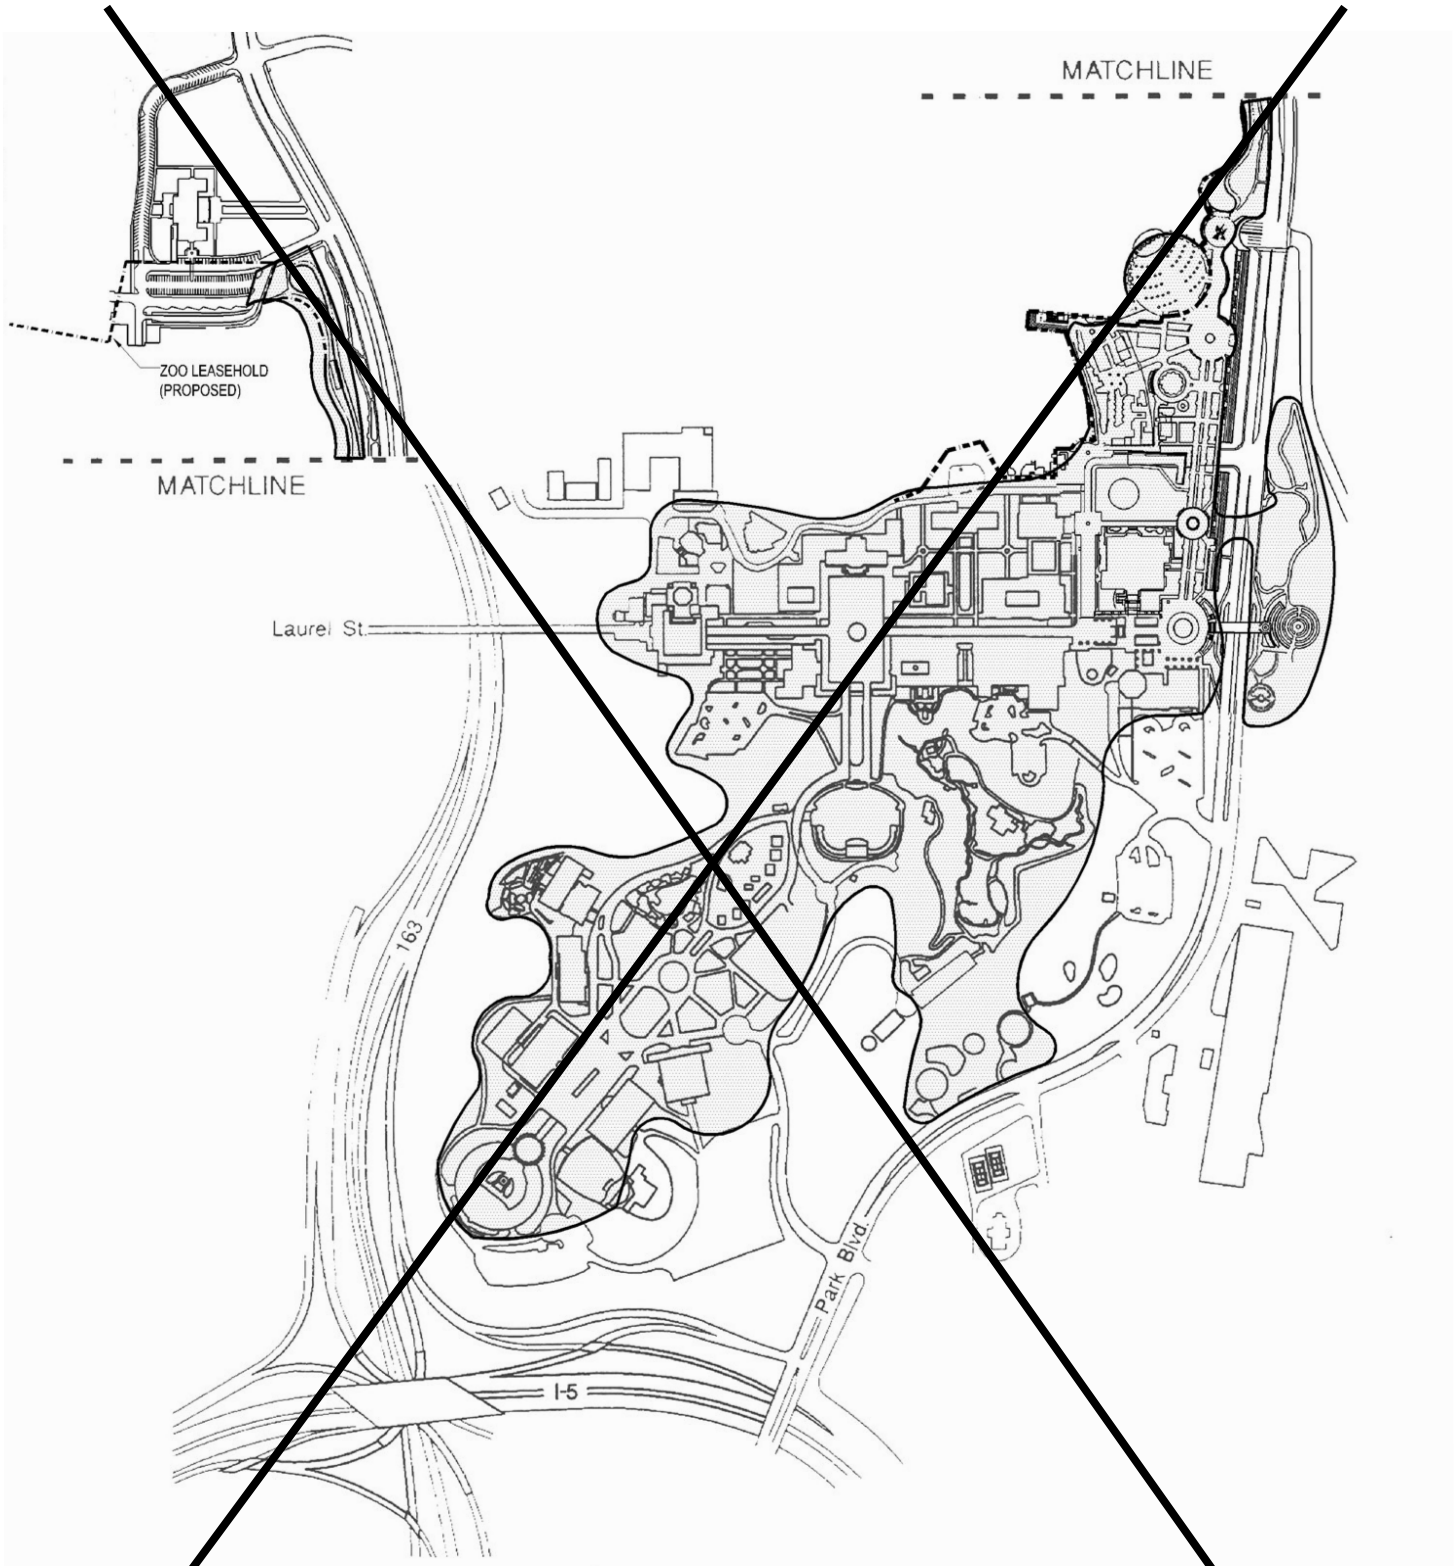 MATCHLINE
ZOO LEASEHOLD
(PROPOSED)
MATCHLINE
Laurel St.
163
Park Blvd.
I-5